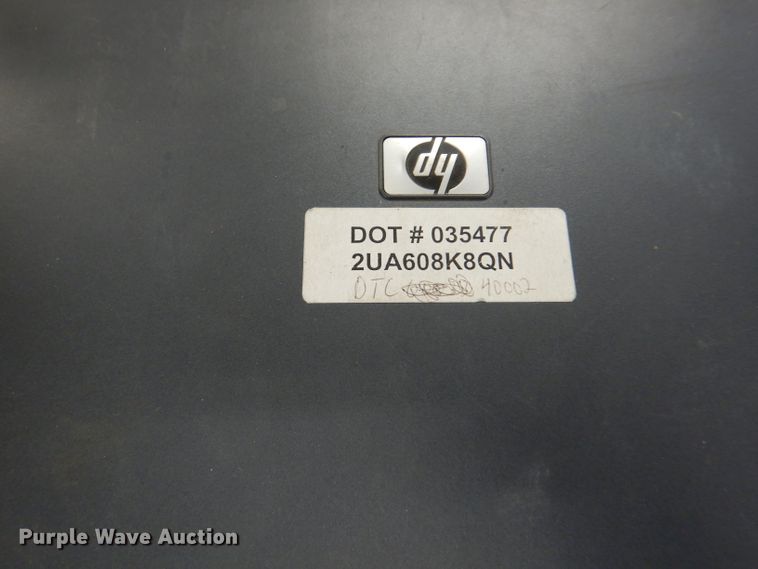 hp
DOT # 035477
2UA608K8QN
DTC 40002
Purple Wave Auction